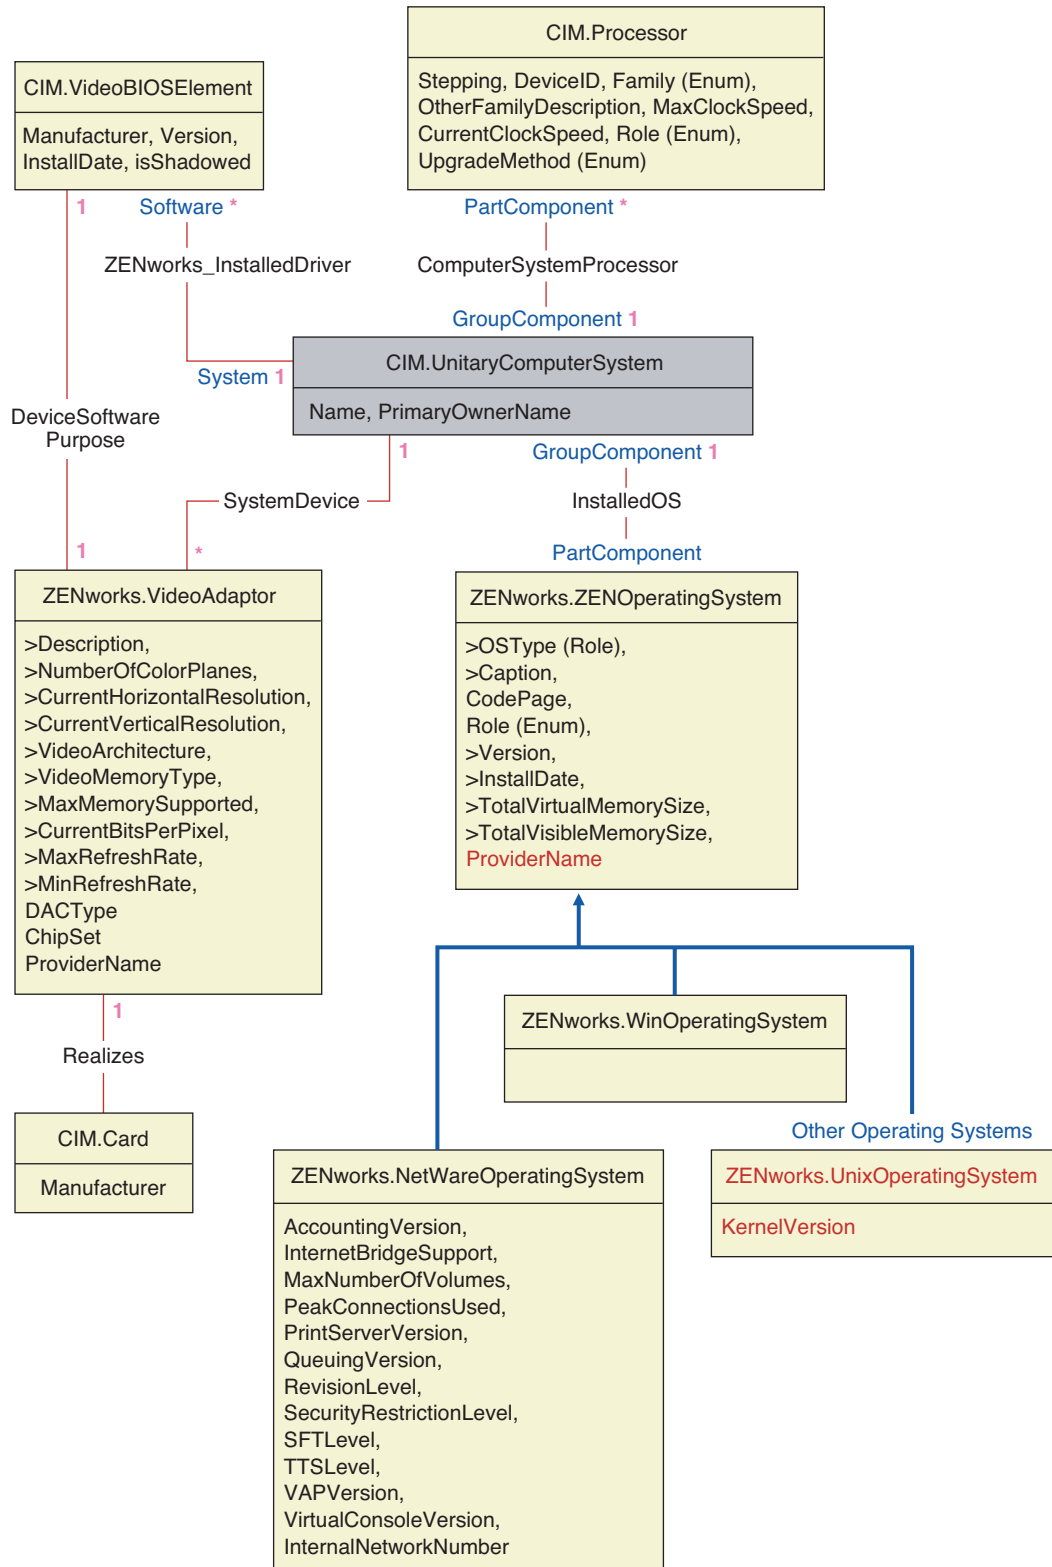 CIM.Processor
Stepping, DeviceID, Family (Enum),
OtherFamilyDescription, MaxClockSpeed,
CurrentClockSpeed, Role (Enum),
UpgradeMethod (Enum)
CIM.VideoBIOSElement
Manufacturer, Version,
InstallDate, isShadowed
1
Software *
PartComponent *
ZENworks_InstalledDriver
ComputerSystemProcessor
GroupComponent 1
CIM.UnitaryComputerSystem
Name, PrimaryOwnerName
System 1
DeviceSoftware
Purpose
1
GroupComponent 1
SystemDevice
InstalledOS
1
*
PartComponent
ZENworks.VideoAdaptor
>Description,
>NumberOfColorPlanes,
>CurrentHorizontalResolution,
>CurrentVerticalResolution,
>VideoArchitecture,
>VideoMemoryType,
>MaxMemorySupported,
>CurrentBitsPerPixel,
>MaxRefreshRate,
>MinRefreshRate,
DACType
ChipSet
ProviderName
ZENworks.ZENOperatingSystem
>OSType (Role),
>Caption,
CodePage,
Role (Enum),
>Version,
>InstallDate,
>TotalVirtualMemorySize,
>TotalVisibleMemorySize,
ProviderName
1
Realizes
CIM.Card
Manufacturer
ZENworks.WinOperatingSystem
Other Operating Systems
ZENworks.NetWareOperatingSystem
AccountingVersion,
InternetBridgeSupport,
MaxNumberOfVolumes,
PeakConnectionsUsed,
PrintServerVersion,
QueuingVersion,
RevisionLevel,
SecurityRestrictionLevel,
SFTLevel,
TTSLevel,
VAPVersion,
VirtualConsoleVersion,
InternalNetworkNumber
ZENworks.UnixOperatingSystem
KernelVersion